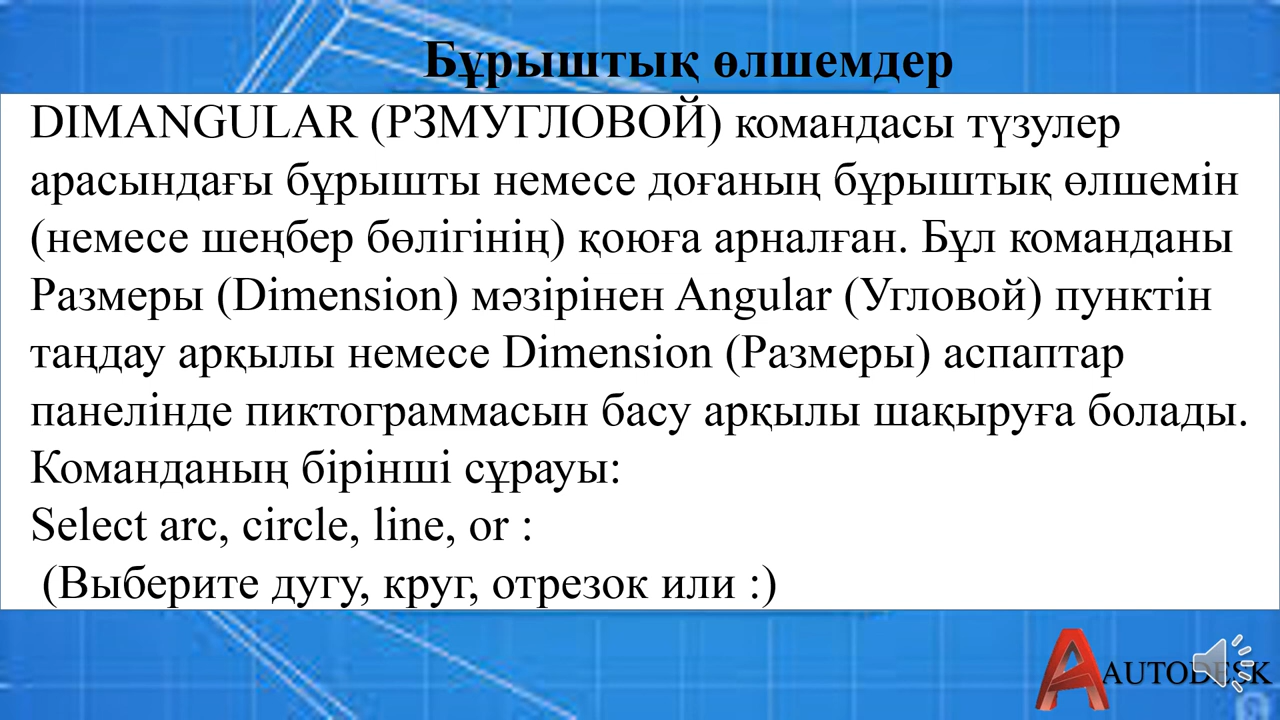 Бұрыштық өлшемдер
DIMANGULAR (РЗМУГЛОВОЙ) командасы түзулер
арасындағы бұрышты немесе доғаның бұрыштық өлшемін
(немесе шеңбер бөлігінің) қоюға арналған. Бұл команданы
Размеры (Dimension) мәзірінен Angular (Угловой) пунктін
таңдау арқылы немесе Dimension (Размеры) аспаптар
панелінде пиктограммасын басу арқылы шақыруға болады.
Команданың бірінші сұрауы:
Select arc, circle, line, or :
(Выберите дугу, круг, отрезок или :)
AUTODESK